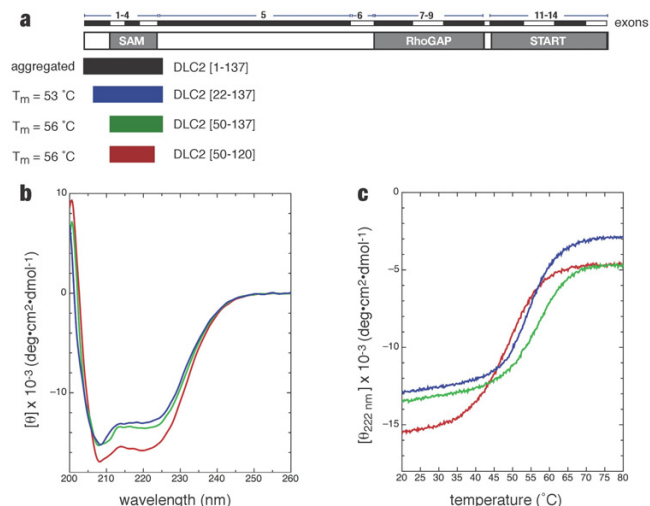 a
1-4 5 -6 7-9 11-14 exons
SAM RhoGAP START
aggregated DLC2 [1-137]
Tm = 53 ˚C DLC2 [22-137]
Tm = 56 ˚C DLC2 [50-137]
Tm = 56 ˚C DLC2 [50-120]
b
10
0
−10
[θ] x 10-3 (deg•cm2•dmol-1)
200 210 220 230 240 250 260
wavelength (nm)
c
0
−5
−10
−15
[θ222 nm] x 10-3 (deg•cm2•dmol-1)
20 25 30 35 40 45 50 55 60 65 70 75 80
temperature (˚C)